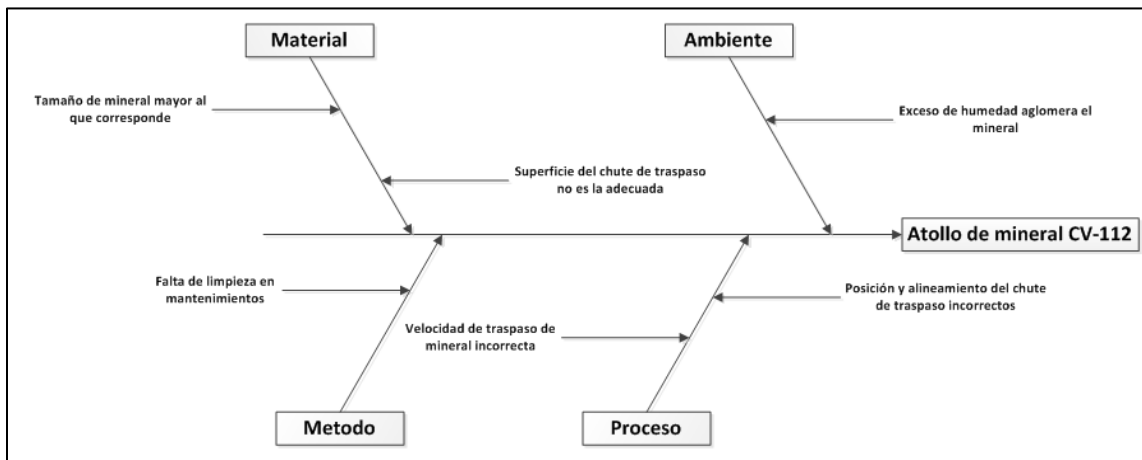 Material
Ambiente
Tamaño de mineral mayor al
que corresponde
Exceso de humedad aglomera el
mineral
Superficie del chute de traspaso
no es la adecuada
Atollo de mineral CV-112
Falta de limpieza en
mantenimientos
Posición y alineamiento del chute
de traspaso incorrectos
Velocidad de traspaso de
mineral incorrecta
Metodo
Proceso